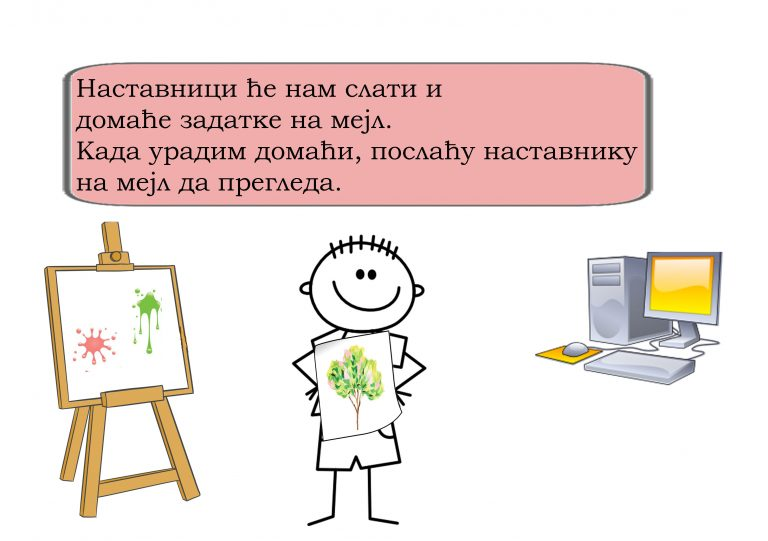 Наставници ће нам слати и
домаће задатке на мејл.
Када урадим домаћи, послаћу наставнику
на мејл да прегледа.